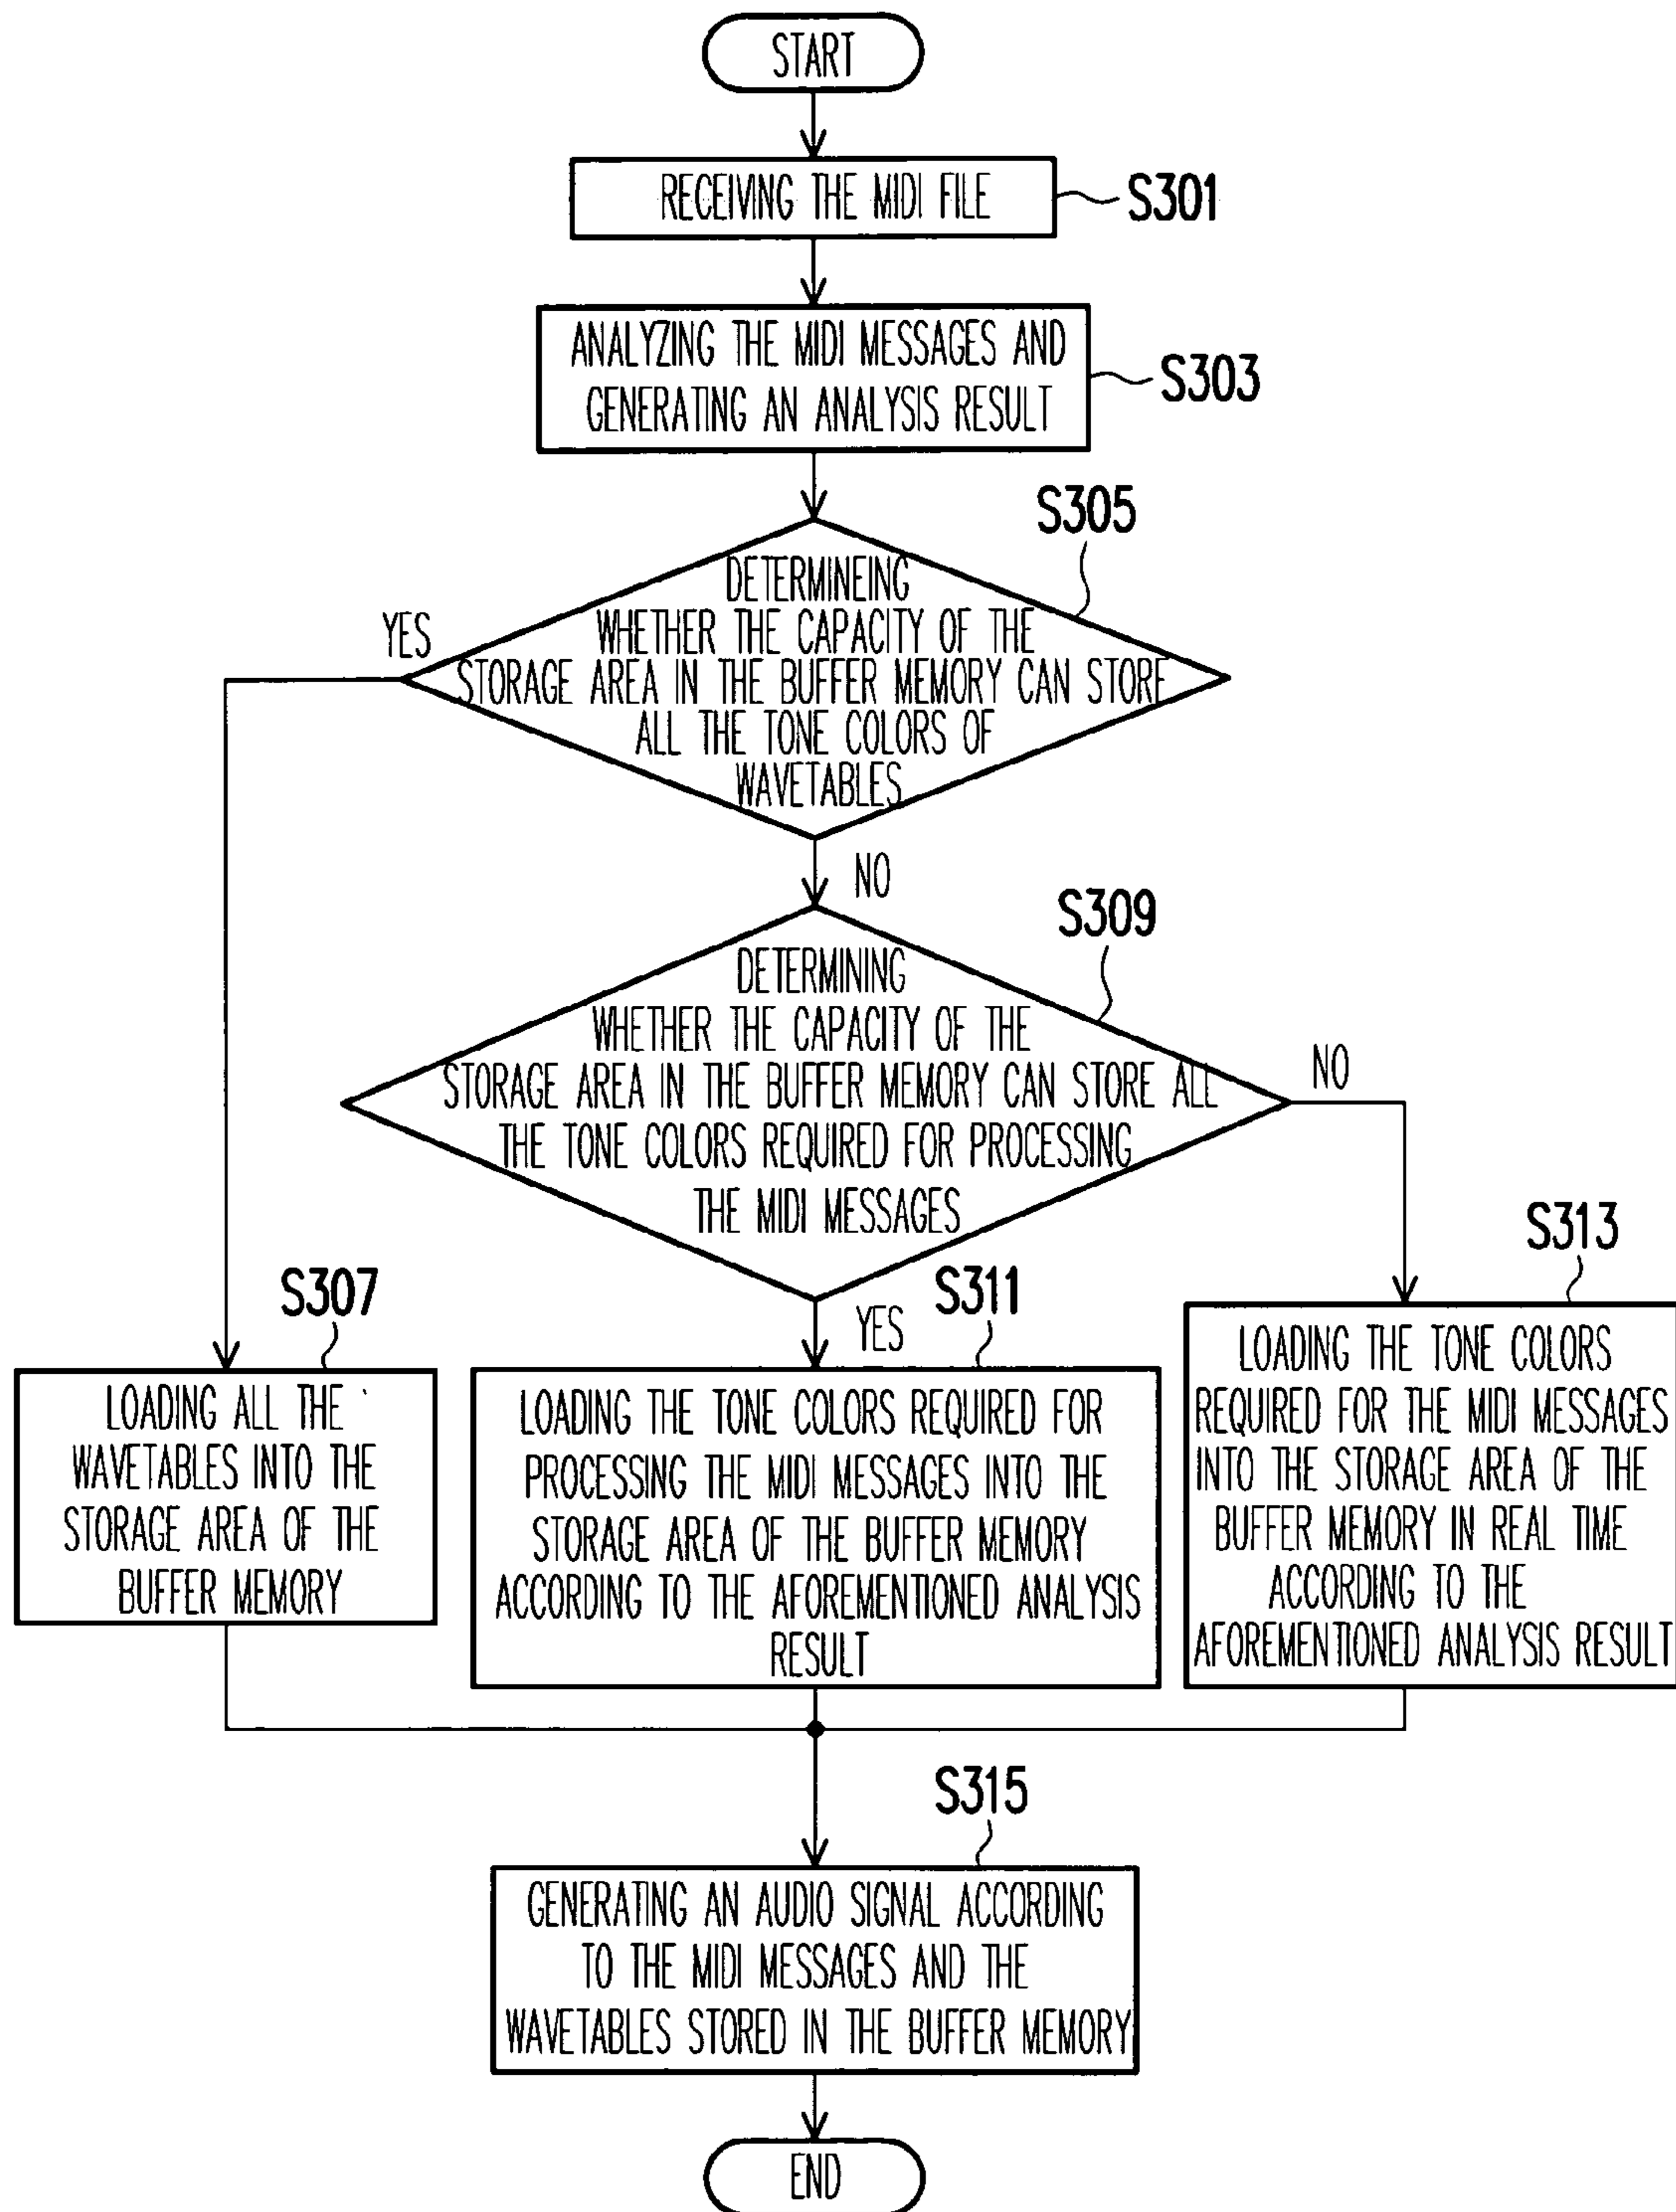 START
RECEIVING THE MIDI FILE
S301
ANALYZING THE MIDI MESSAGES AND
GENERATING AN ANALYSIS RESULT
S303
S305
DETERMINEING
WHETHER THE CAPACITY OF THE
STORAGE AREA IN THE BUFFER MEMORY CAN STORE
ALL THE TONE COLORS OF
WAVETABLES
YES
NO
S309
DETERMINING
WHETHER THE CAPACITY OF THE
STORAGE AREA IN THE BUFFER MEMORY CAN STORE ALL
THE TONE COLORS REQUIRED FOR PROCESSING
THE MIDI MESSAGES
NO
YES
S307
LOADING ALL THE
WAVETABLES INTO THE
STORAGE AREA OF THE
BUFFER MEMORY
S311
LOADING THE TONE COLORS REQUIRED FOR
PROCESSING THE MIDI MESSAGES INTO THE
STORAGE AREA OF THE BUFFER MEMORY
ACCORDING TO THE AFOREMENTIONED ANALYSIS
RESULT
S313
LOADING THE TONE COLORS
REQUIRED FOR THE MIDI MESSAGES
INTO THE STORAGE AREA OF THE
BUFFER MEMORY IN REAL TIME
ACCORDING TO THE
AFOREMENTIONED ANALYSIS RESULT
S315
GENERATING AN AUDIO SIGNAL ACCORDING
TO THE MIDI MESSAGES AND THE
WAVETABLES STORED IN THE BUFFER MEMORY
END